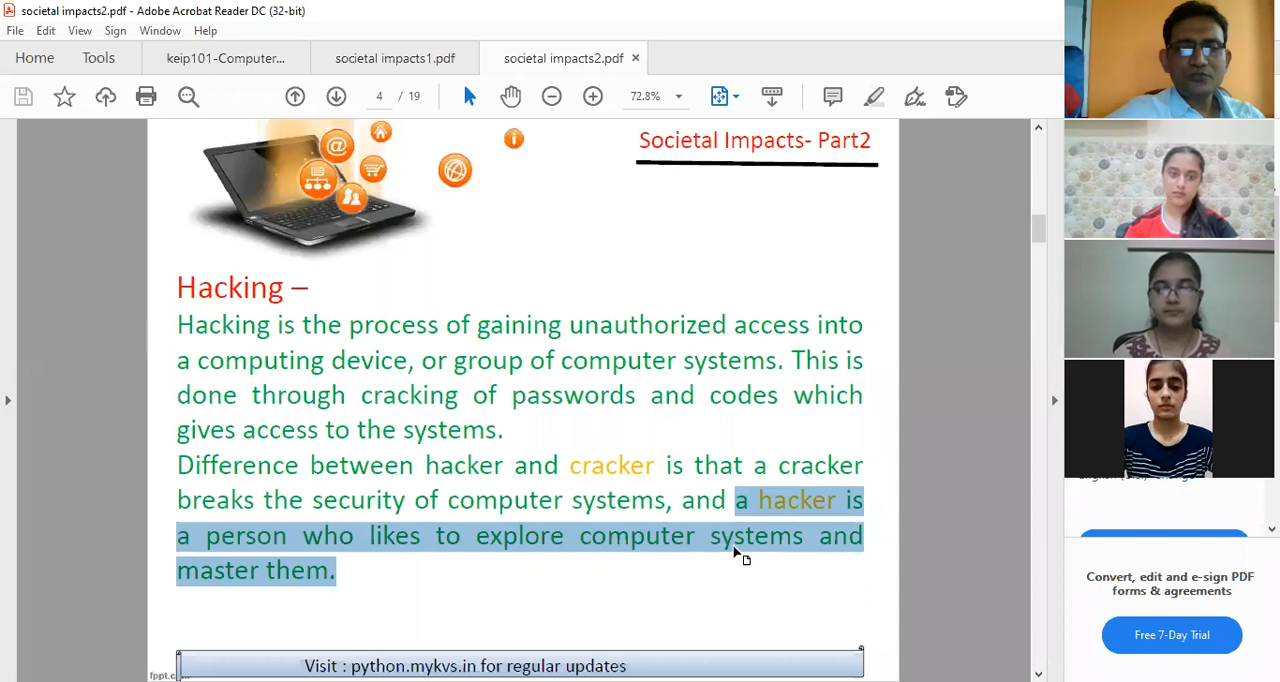 societal impacts2.pdf - Adobe Acrobat Reader DC (32-bit)
File Edit View Sign Window Help
Home Tools keip101-Computer... societal impacts1.pdf societal impacts2.pdf ×
4 / 19 72.8%
Societal Impacts- Part2
Hacking –
Hacking is the process of gaining unauthorized access into
a computing device, or group of computer systems. This is
done through cracking of passwords and codes which
gives access to the systems.
Difference between hacker and cracker is that a cracker
breaks the security of computer systems, and a hacker is
a person who likes to explore computer systems and
master them.
Visit : python.mykvs.in for regular updates
Convert, edit and e-sign PDF
forms & agreements
Free 7-Day Trial